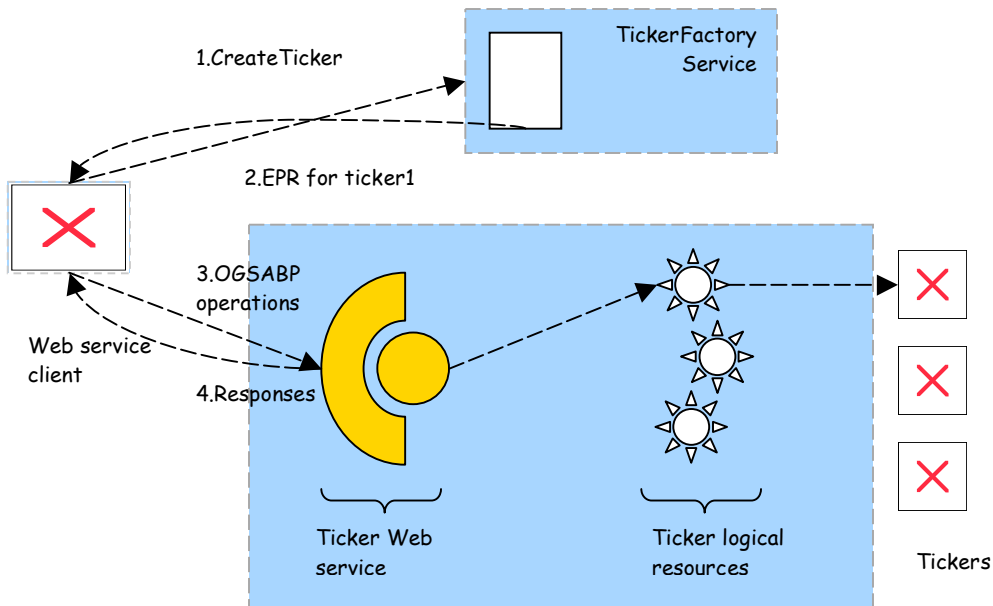 TickerFactory
Service
1.CreateTicker
2.EPR for ticker1
3.OGSABP
operations
Web service
client
4.Responses
Ticker Web
service
Ticker logical
resources
Tickers